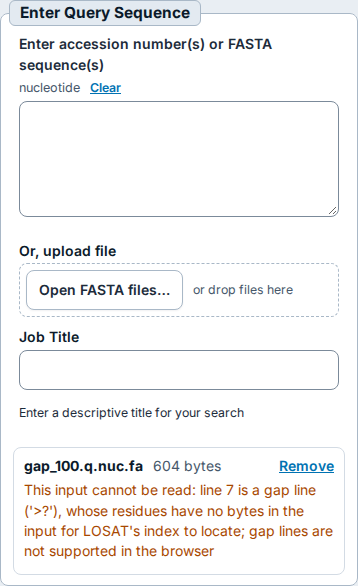 Enter Query Sequence
Enter accession number(s) or FASTA
sequence(s)
nucleotide Clear
Or, upload file
Open FASTA files... or drop files here
Job Title
Enter a descriptive title for your search
gap_100.q.nuc.fa 604 bytes Remove
This input cannot be read: line 7 is a gap line
('>?'), whose residues have no bytes in the
input for LOSAT's index to locate; gap lines are
not supported in the browser